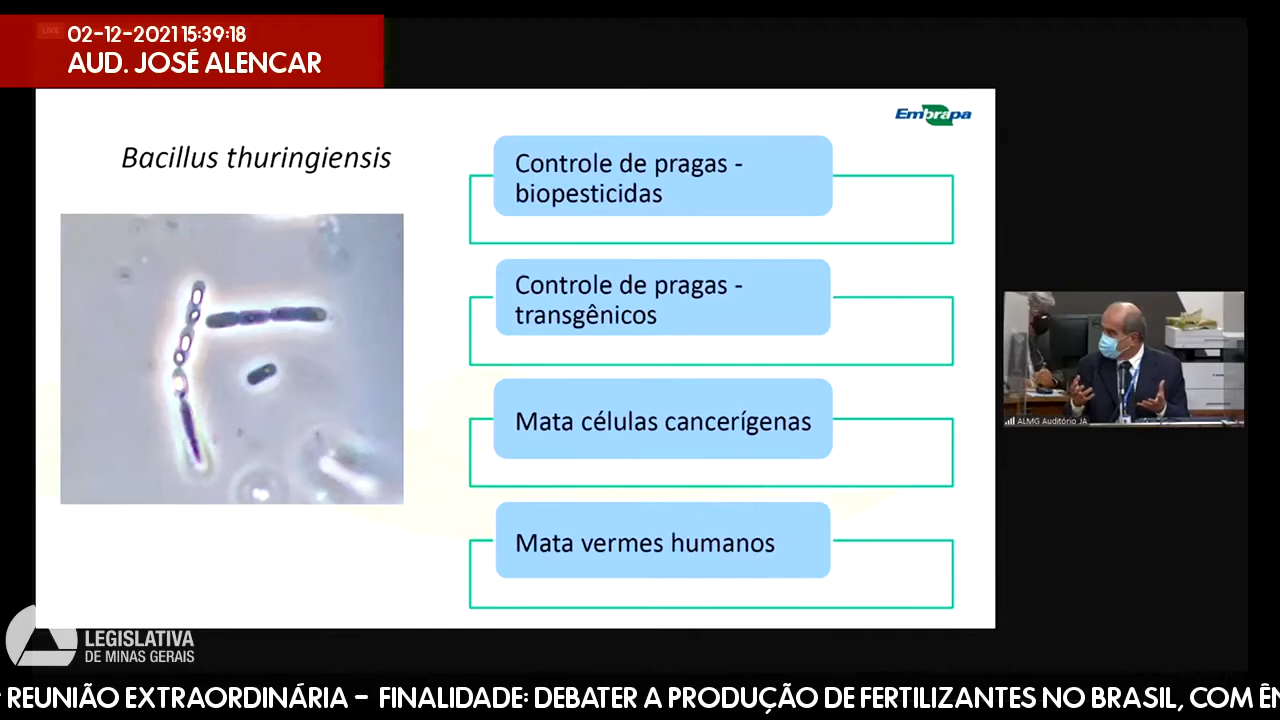 LIVE
02-12-2021 15:39:18
AUD. JOSÉ ALENCAR
Embrapa
Bacillus thuringiensis
Controle de pragas -
biopesticidas
Controle de pragas -
transgênicos
Mata células cancerígenas
Mata vermes humanos
ALMG Auditório JA
LEGISLATIVA
DE MINAS GERAIS
REUNIÃO EXTRAORDINÁRIA - FINALIDADE: DEBATER A PRODUÇÃO DE FERTILIZANTES NO BRASIL, COM ÊN